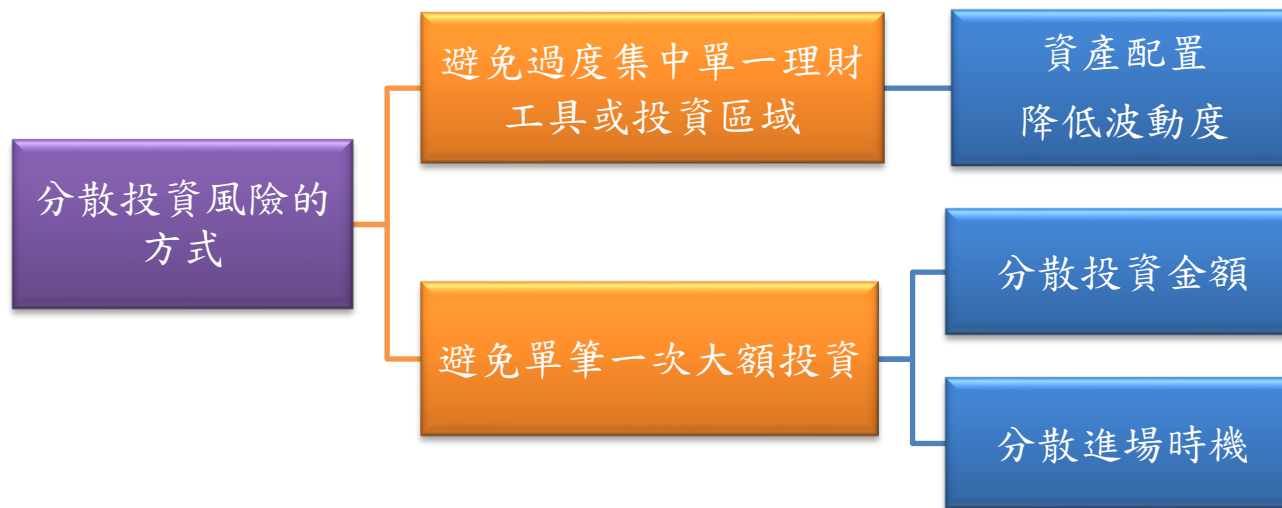 分散投資風險的
方式
避免過度集中單一理財
工具或投資區域
資產配置
降低波動度
避免單筆一次大額投資
分散投資金額
分散進場時機